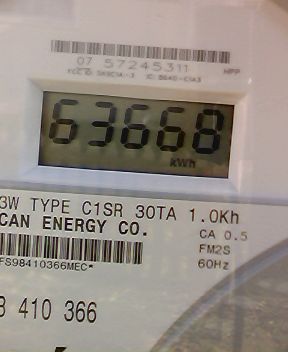 07 57245311
HPP
63668
kWh
3W TYPE C1SR 30TA 1.0Kh
CAN ENERGY CO.
CA 0.5
FM2S
60Hz
FS98410366MEC*
410 366